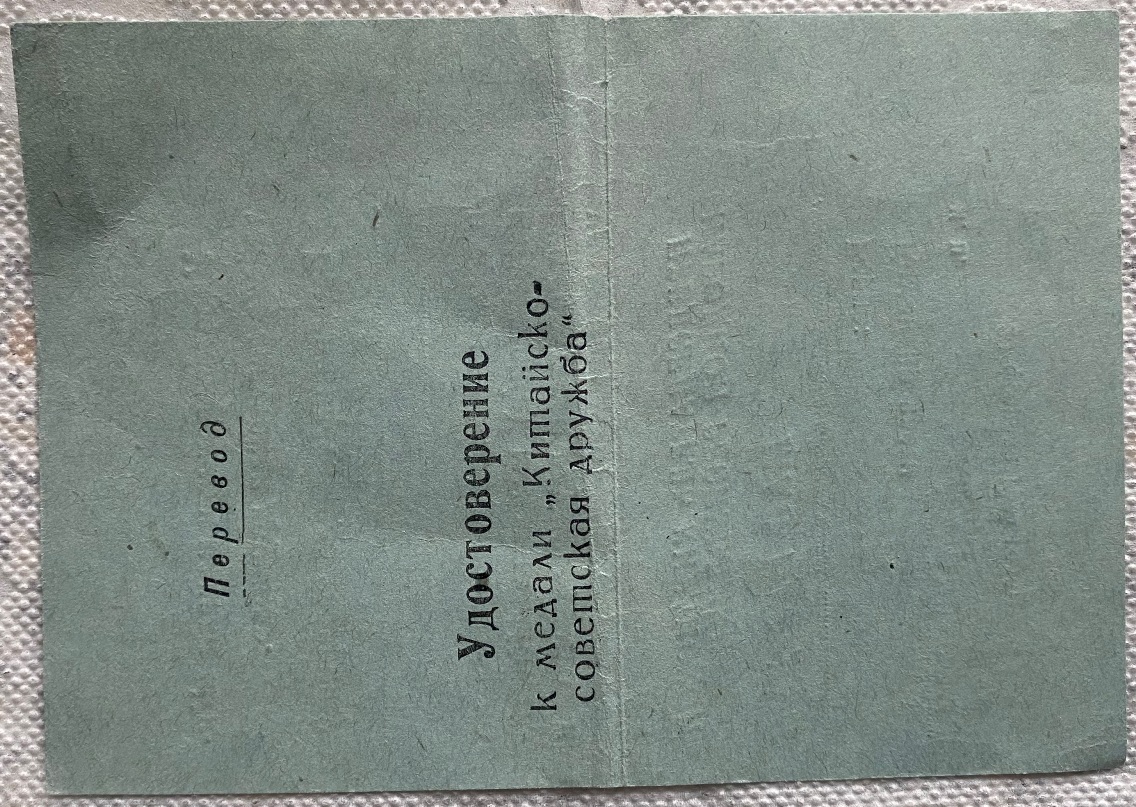 Перевод
Удостоверение
к медали „Китайско-
советская дружба“